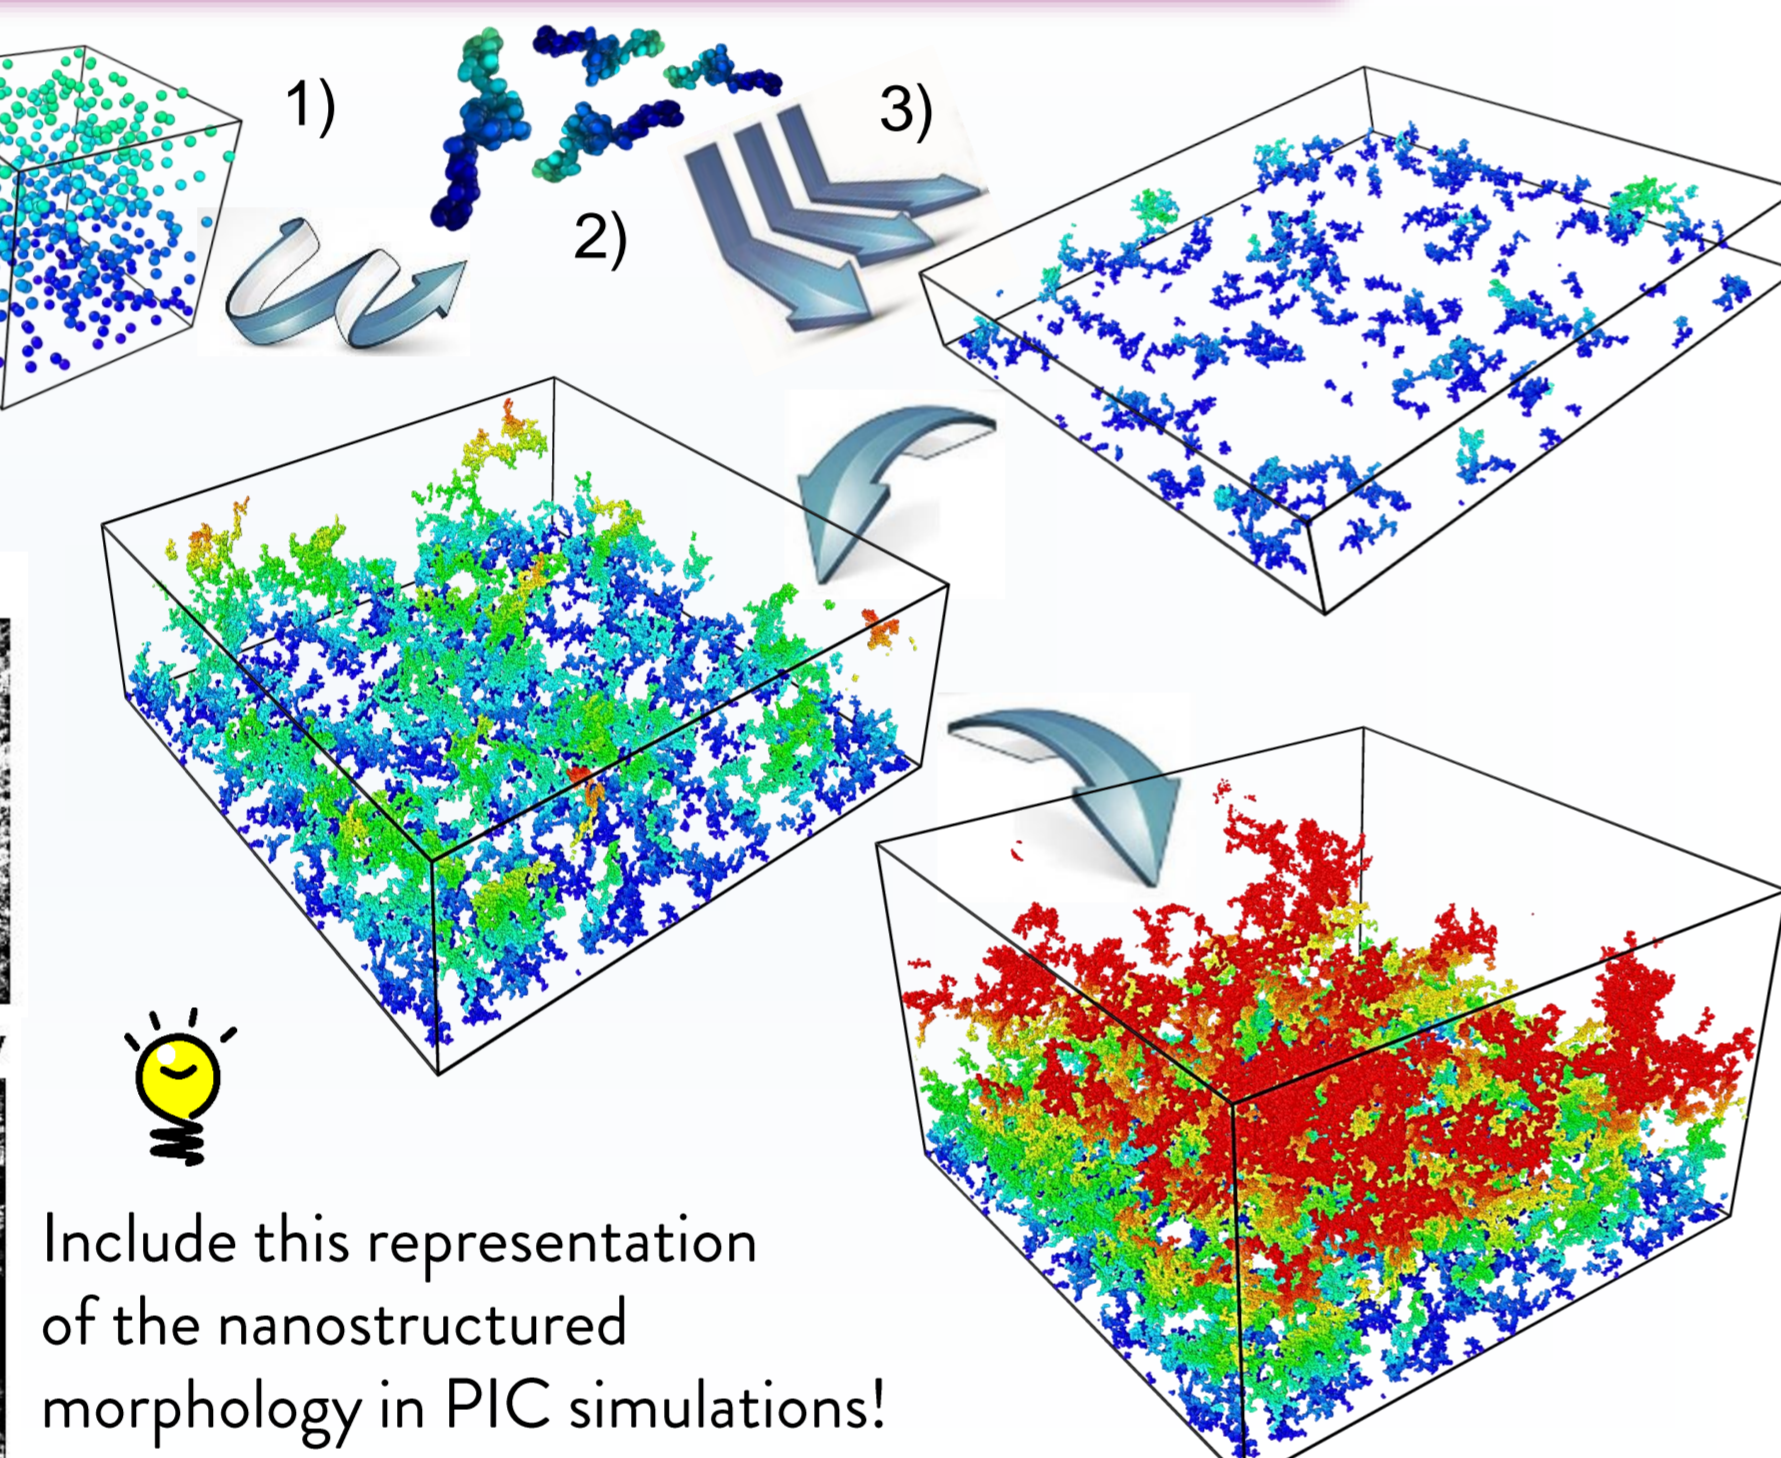 1)
2)
3)
Include this representation
of the nanostructured
morphology in PIC simulations!